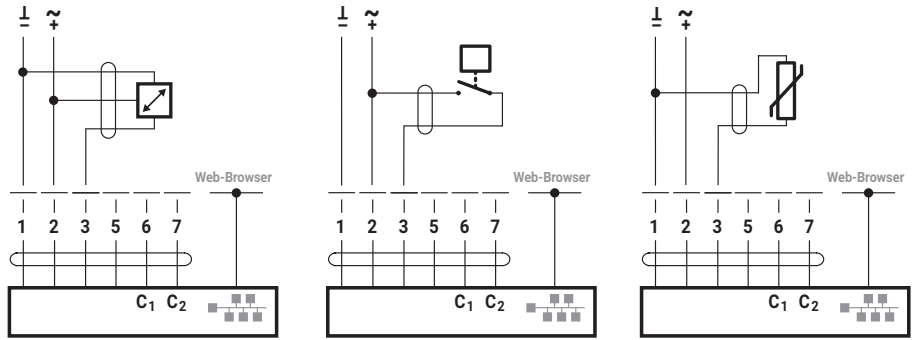 ⊥ ~ ⊥ ~ ⊥ ~
– + – + – +
Web-Browser Web-Browser Web-Browser
1 2 3 5 6 7 1 2 3 5 6 7 1 2 3 5 6 7
C1 C2 C1 C2 C1 C2